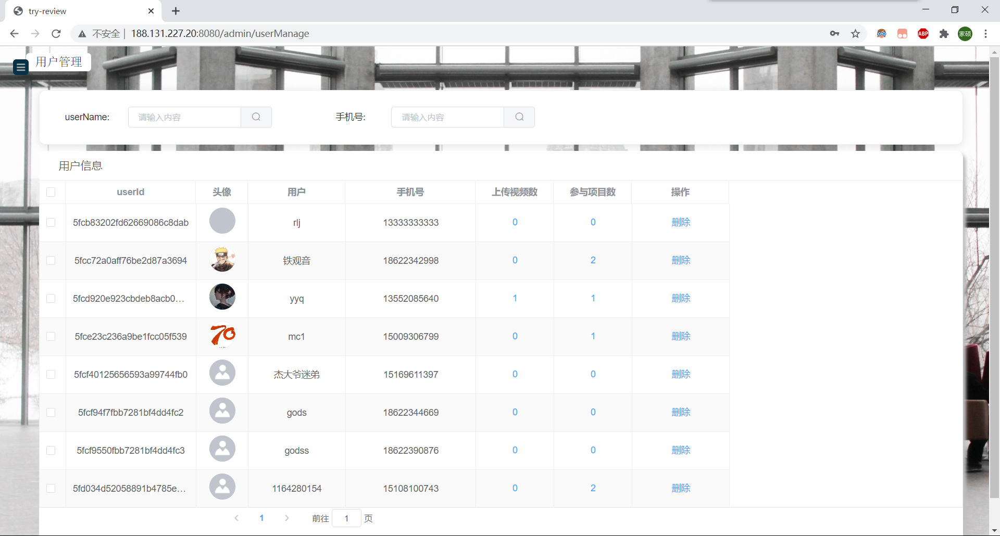 try-review
不安全 | 188.131.227.20:8080/admin/userManage
ABP
家硕
用户管理
userName: 请输入内容 手机号: 请输入内容
用户信息
userId 头像 用户 手机号 上传视频数 参与项目数 操作
5fcb83202fd62669086c8dab rlj 13333333333 0 0 删除
5fcc72a0aff76be2d87a3694 铁观音 18622342998 0 2 删除
5fcd920e923cbdeb8acb0... yyq 13552085640 1 1 删除
5fce23c236a9be1fcc05f539 70 mc1 15009306799 0 1 删除
5fcf40125656593a99744fb0 杰大爷迷弟 15169611397 0 0 删除
5fcf94f7fbb7281bf4dd4fc2 gods 18622344669 0 0 删除
5fcf9550fbb7281bf4dd4fc3 godss 18622390876 0 0 删除
5fd034d52058891b4785e... 1164280154 15108100743 0 2 删除
1 前往 1 页